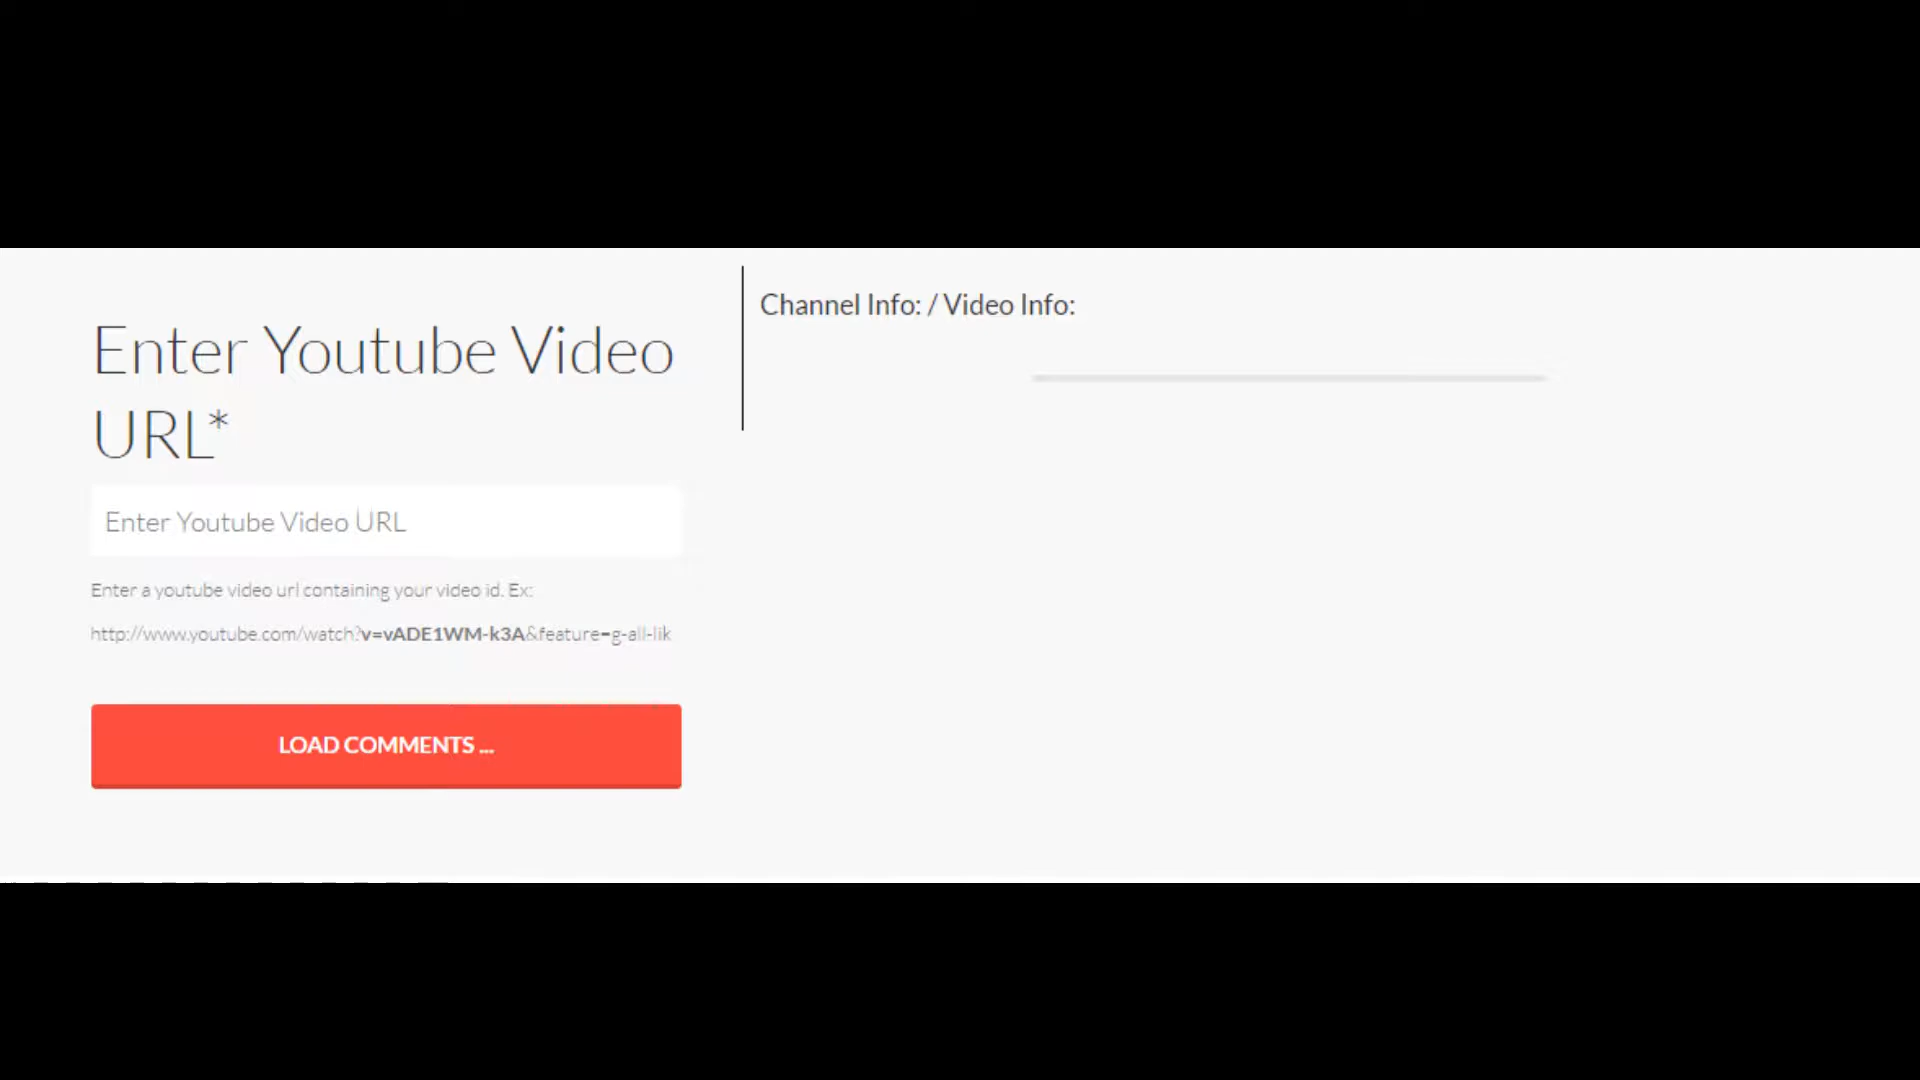 Enter Youtube Video
URL*
Enter Youtube Video URL
Enter a youtube video url containing your video id. Ex:
http://www.youtube.com/watch?v=vADE1WM-k3A&feature=g-all-lik
LOAD COMMENTS ...
Channel Info: / Video Info: